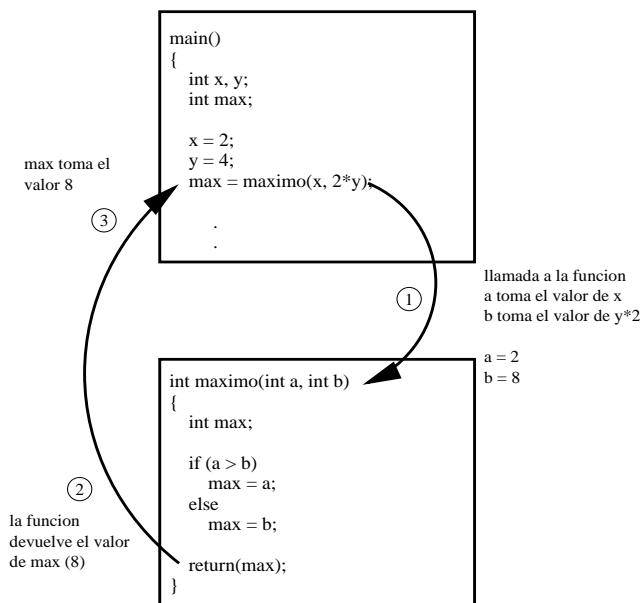 main()
{
int x, y;
int max;
x = 2;
y = 4;
max = maximo(x, 2*y);
.
.
max toma el
valor 8
3
1
llamada a la funcion
a toma el valor de x
b toma el valor de y*2
a = 2
b = 8
int maximo(int a, int b)
{
int max;
if (a > b)
max = a;
else
max = b;
return(max);
}
2
la funcion
devuelve el valor
de max (8)